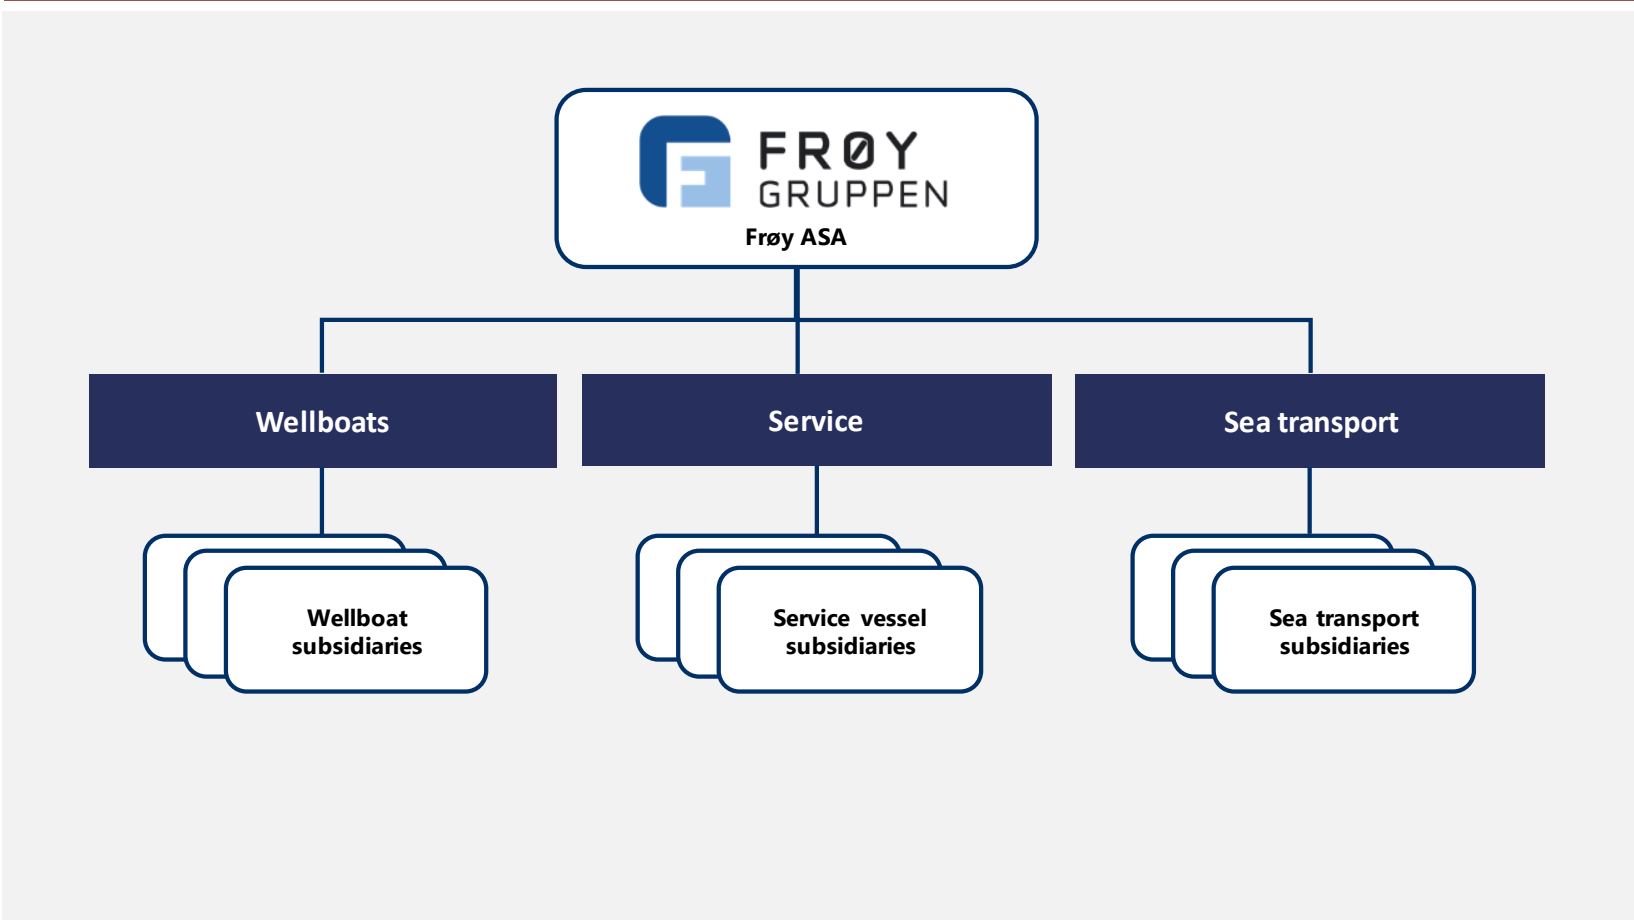 FRØY
GRUPPEN
Frøy ASA
Wellboats
Service
Sea transport
Wellboat
subsidiaries
Service vessel
subsidiaries
Sea transport
subsidiaries